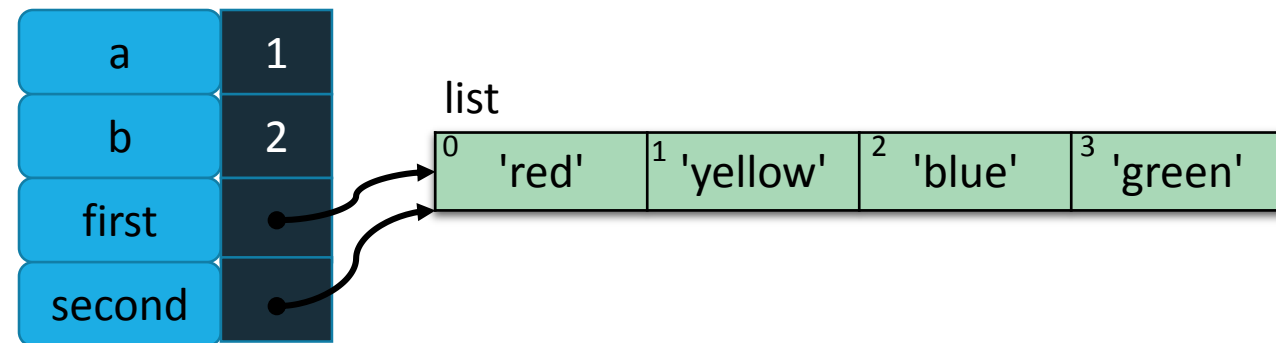 a 1
b 2
first
second
list
0 'red' 1 'yellow' 2 'blue' 3 'green'